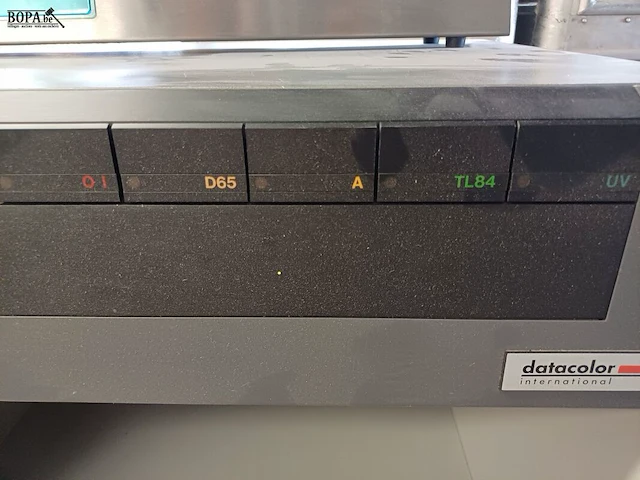 BOPA.be
O I
D65
A
TL84
UV
datacolor
international